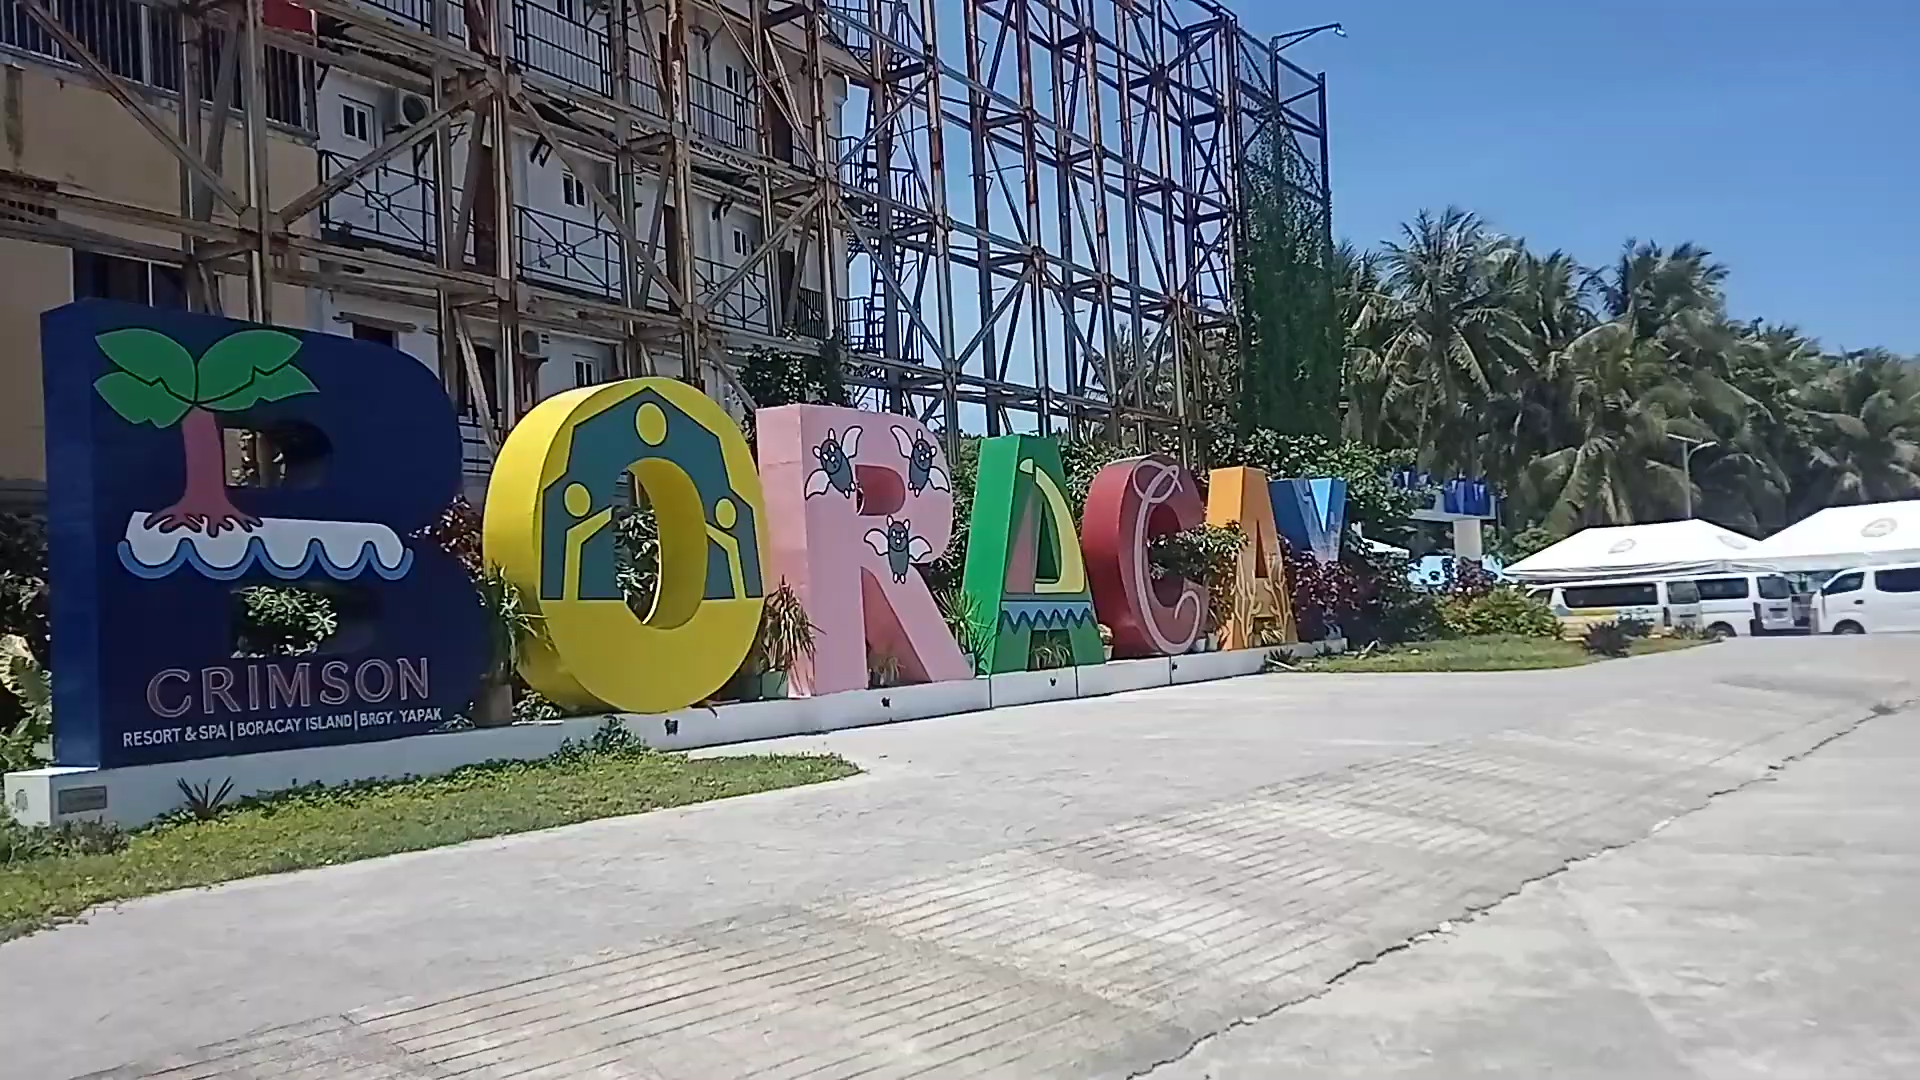 BORACAY
CRIMSON
RESORT & SPA | BORACAY ISLAND | BRGY. YAPAK